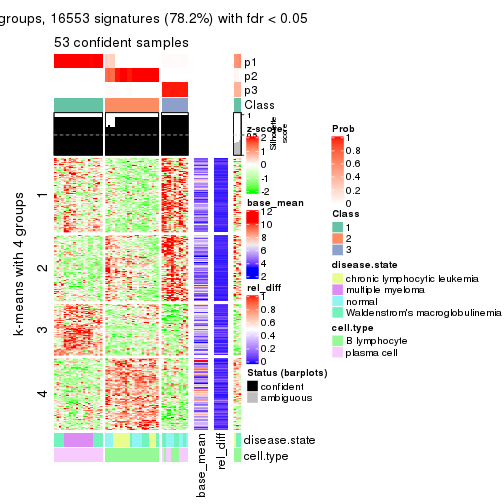 groups, 16553 signatures (78.2%) with fdr < 0.05
53 confident samples
p1
p2
p3
Class
1
Silhouette
score
k-means with 4 groups
1
2
3
4
base_mean
rel_diff
disease.state
cell.type
z-score
2
1
0
-1
-2
base_mean
12
10
8
6
4
2
rel_diff
1
0.8
0.6
0.4
0.2
0
Status (barplots)
confident
ambiguous
Prob
1
0.8
0.6
0.4
0.2
0
Class
1
2
3
disease.state
chronic lymphocytic leukemia
multiple myeloma
normal
Waldenstrom's macroglobulinemia
cell.type
B lymphocyte
plasma cell